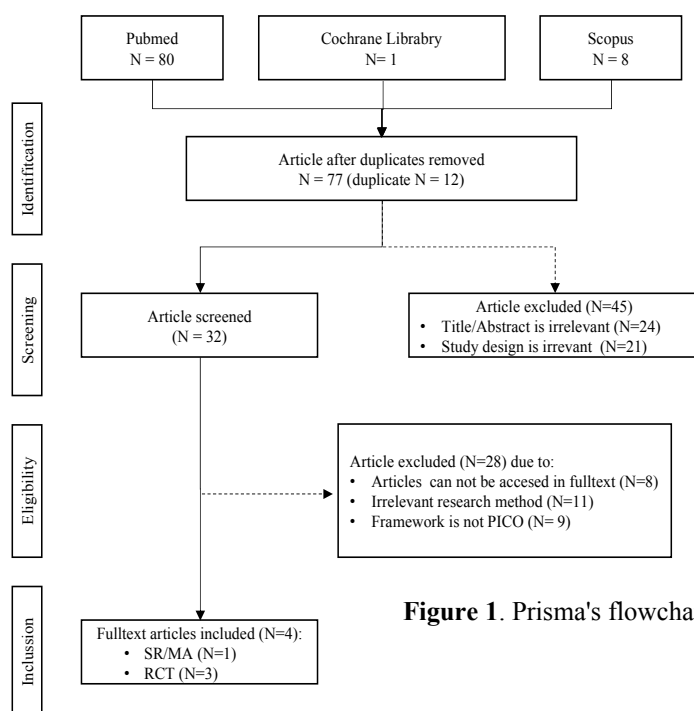 Pubmed
N = 80
Cochrane Librabry
N= 1
Scopus
N = 8
Identification
Article after duplicates removed
N = 77 (duplicate N = 12)
Screening
Article screened
(N = 32)
Article excluded (N=45)
• Title/Abstract is irrelevant (N=24)
• Study design is irrevant (N=21)
Eligibility
Article excluded (N=28) due to:
• Articles can not be accesed in fulltext (N=8)
• Irrelevant research method (N=11)
• Framework is not PICO (N= 9)
Inclussion
Fulltext articles included (N=4):
• SR/MA (N=1)
• RCT (N=3)
Figure 1. Prisma's flowcha